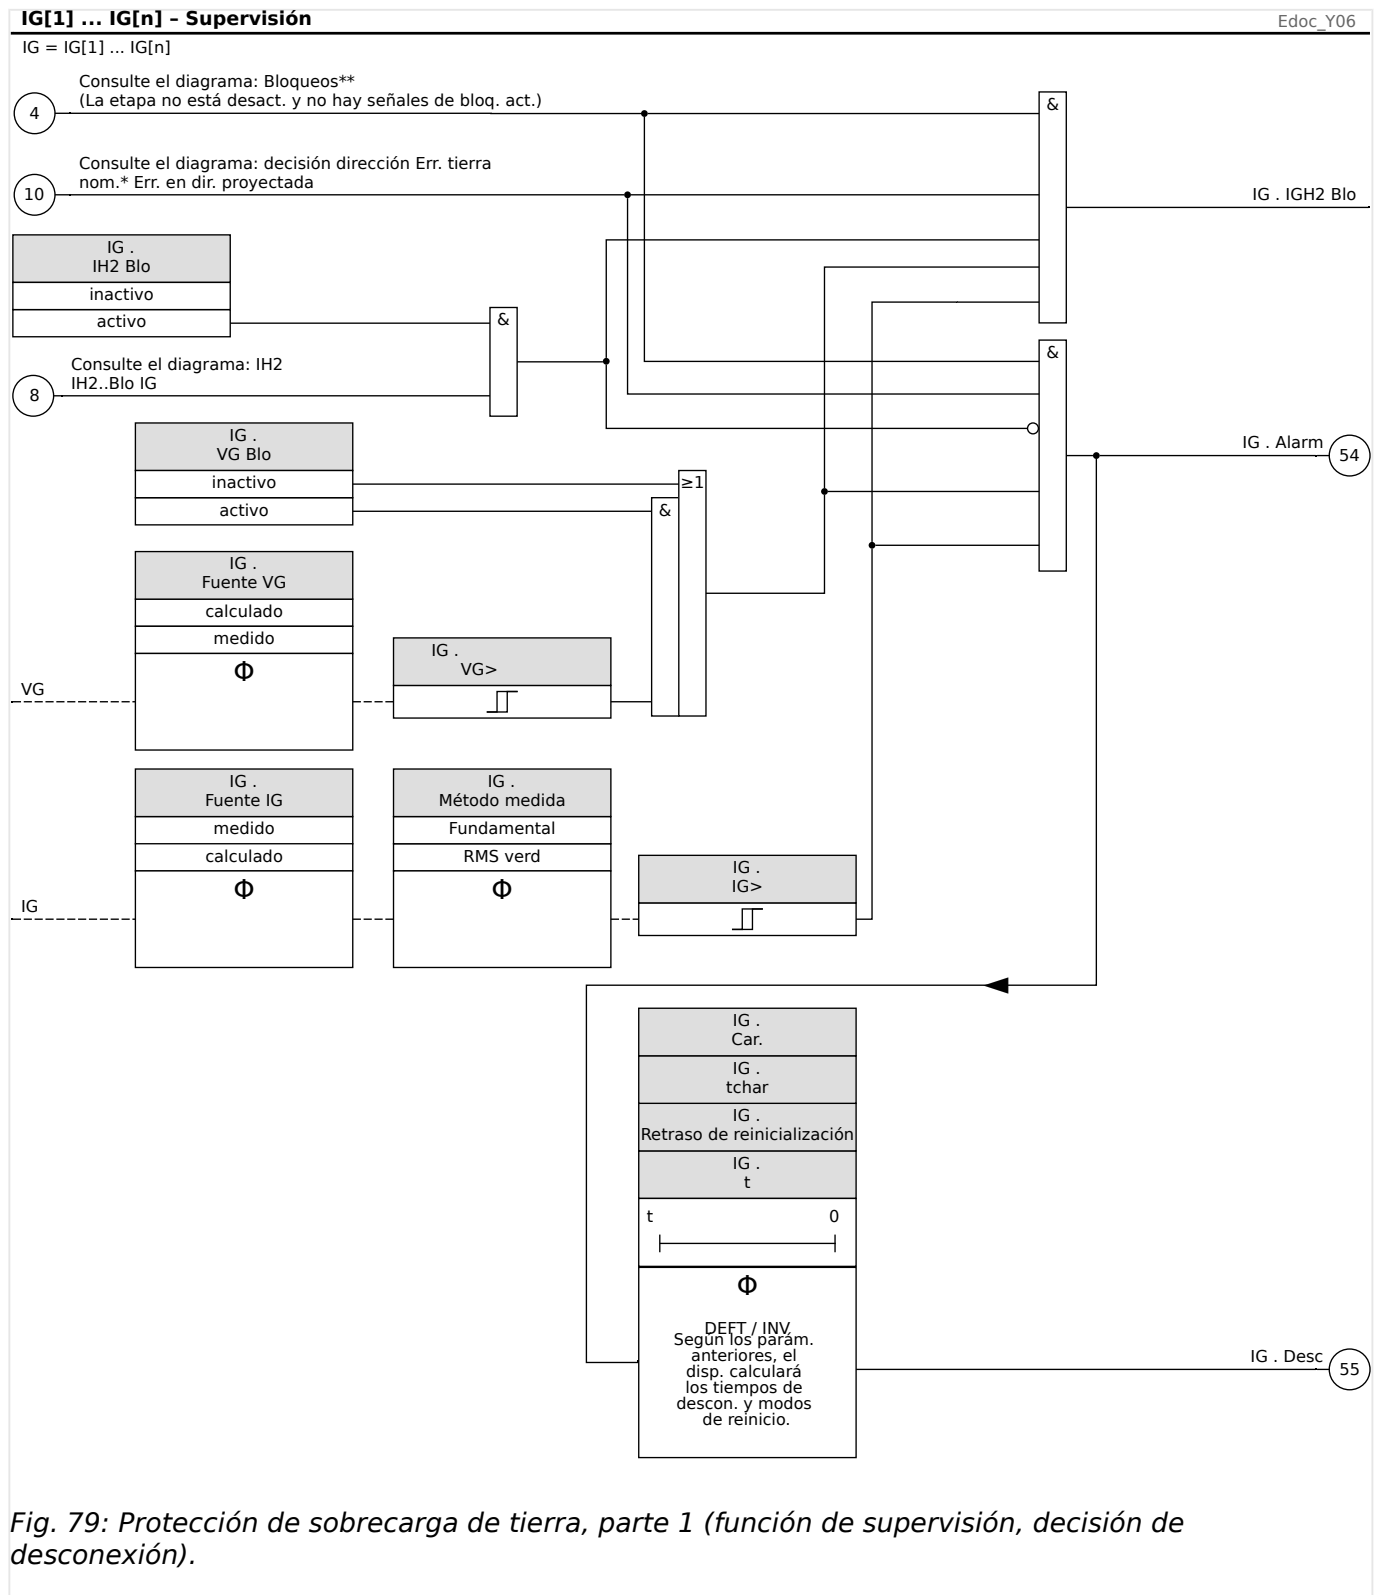 IG[1] ... IG[n] – Supervisión
Edoc_Y06
IG = IG[1] ... IG[n]
Consulte el diagrama: Bloqueos**
(La etapa no está desact. y no hay señales de bloq. act.)
4
&
Consulte el diagrama: decisión dirección Err. tierra
nom.* Err. en dir. proyectada
10
IG . IGH2 Blo
IG .
IH2 Blo
inactivo
activo
&
&
Consulte el diagrama: IH2
IH2..Blo IG
8
IG .
VG Blo
inactivo
activo
≥1
&
IG . Alarm
54
IG .
Fuente VG
calculado
medido
Φ
VG
IG .
VG>
IG .
Fuente IG
medido
calculado
Φ
IG
IG .
Método medida
Fundamental
RMS verd
Φ
IG .
IG>
IG .
Car.
IG .
tchar
IG .
Retraso de reinicialización
IG .
t
t 0
Φ
DEFT / INV
Según los parám.
anteriores, el
disp. calculará
los tiempos de
descon. y modos
de reinicio.
IG . Desc
55
Fig. 79: Protección de sobrecarga de tierra, parte 1 (función de supervisión, decisión de
desconexión).